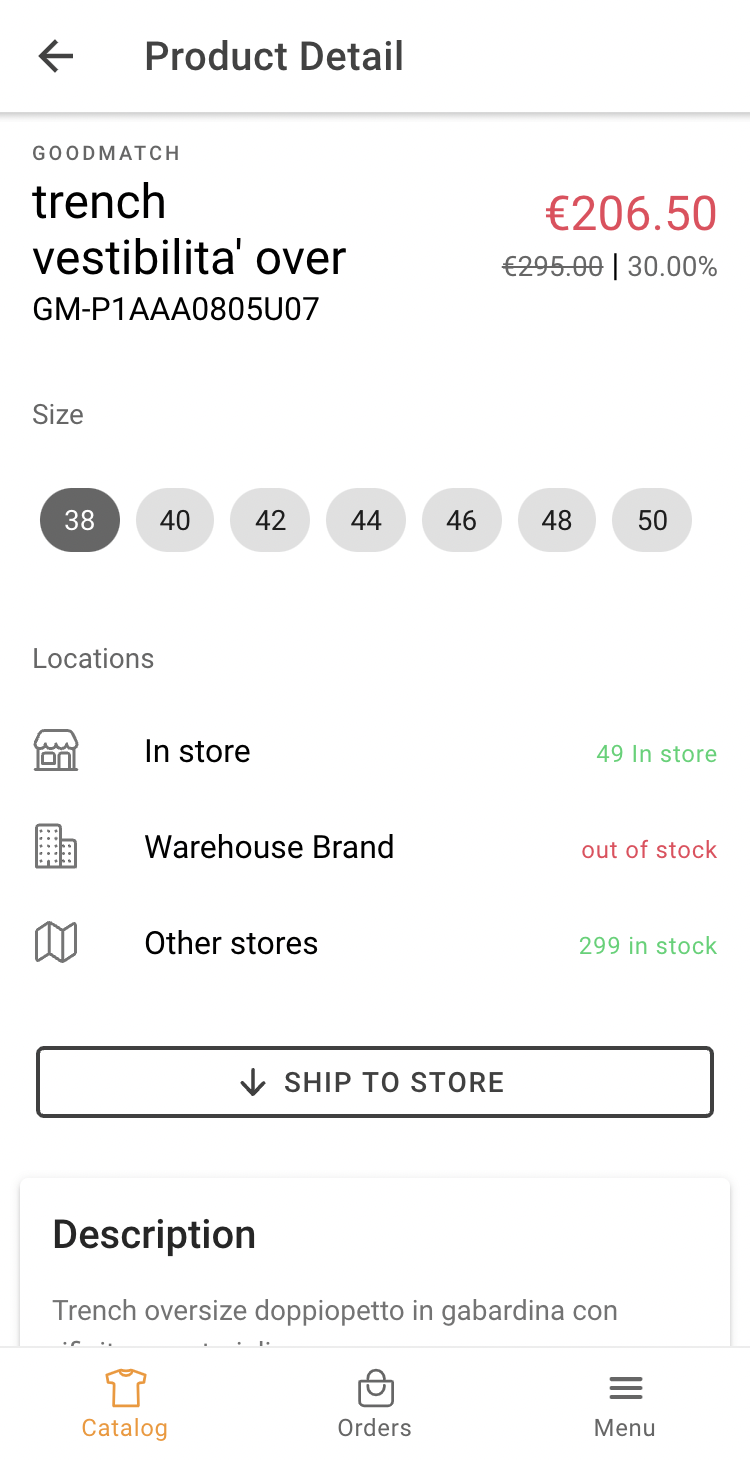 Product Detail
GOODMATCH
trench
vestibilita' over
GM-P1AAA0805U07
€206.50
€295.00 | 30.00%
Size
38 40 42 44 46 48 50
Locations
In store 49 In store
Warehouse Brand out of stock
Other stores 299 in stock
SHIP TO STORE
Description
Trench oversize doppiopetto in gabardina con
Catalog Orders Menu